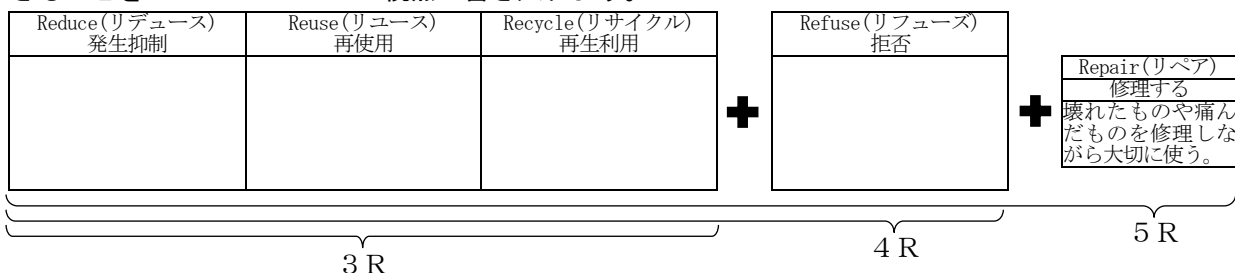 Reduce(リデュース)
発生抑制
Reuse(リユース)
再使用
Recycle(リサイクル)
再生利用
Refuse(リフューズ)
拒否
Repair(リペア)
修理する
壊れたものや痛ん
だものを修理しな
がら大切に使う。
3R
4R
5R